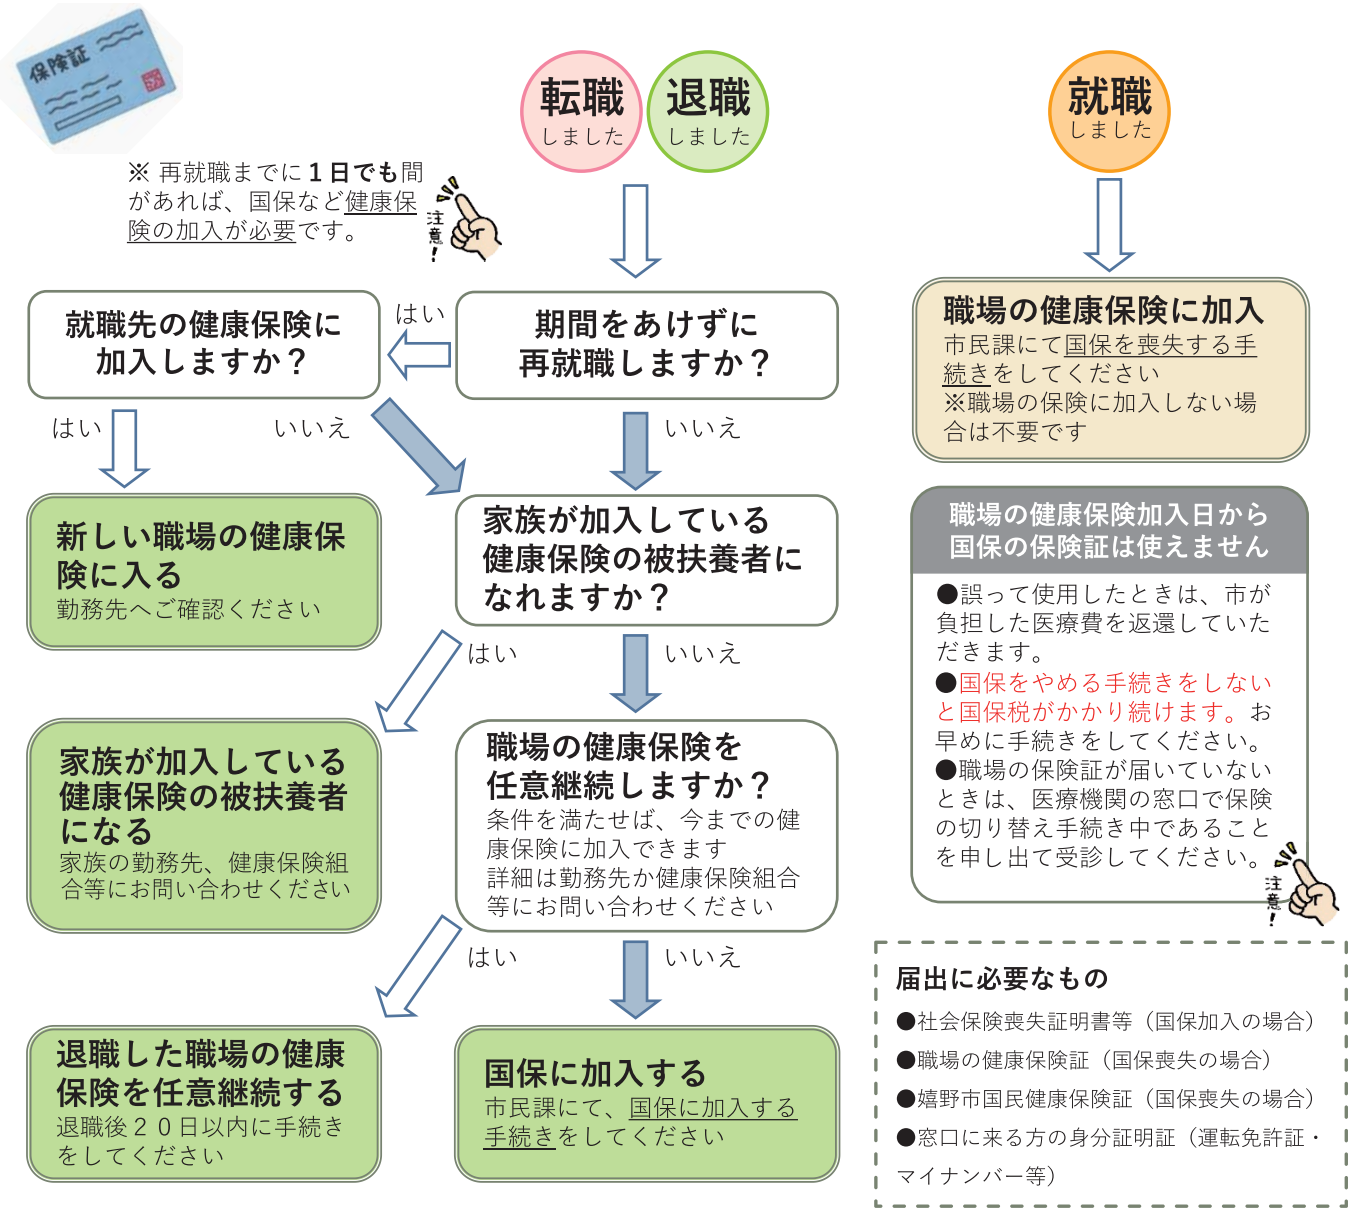 保険証
転職
しました
退職
しました
就職
しました
※ 再就職までに１日でも間
があれば、国保など健康保
険の加入が必要です。
注意！
就職先の健康保険に
加入しますか？
はい
期間をあけずに
再就職しますか？
はい
いいえ
いいえ
新しい職場の健康保
険に入る
勤務先へご確認ください
家族が加入している
健康保険の被扶養者に
なれますか？
はい
いいえ
家族が加入している
健康保険の被扶養者
になる
家族の勤務先、健康保険組
合等にお問い合わせください
職場の健康保険を
任意継続しますか？
条件を満たせば、今までの健
康保険に加入できます
詳細は勤務先か健康保険組合
等にお問い合わせください
はい
いいえ
退職した職場の健康
保険を任意継続する
退職後２０日以内に手続き
をしてください
国保に加入する
市民課にて、国保に加入する
手続きをしてください
職場の健康保険に加入
市民課にて国保を喪失する手
続きをしてください
※職場の保険に加入しない場
合は不要です
職場の健康保険加入日から
国保の保険証は使えません
●誤って使用したときは、市が
負担した医療費を返還していた
だきます。
●国保をやめる手続きをしない
と国保税がかかり続けます。お
早めに手続きをしてください。
●職場の保険証が届いていない
ときは、医療機関の窓口で保険
の切り替え手続き中であること
を申し出て受診してください。
注意！
届出に必要なもの
●社会保険喪失証明書等（国保加入の場合）
●職場の健康保険証（国保喪失の場合）
●嬉野市国民健康保険証（国保喪失の場合）
●窓口に来る方の身分証明証（運転免許証・
マイナンバー等）